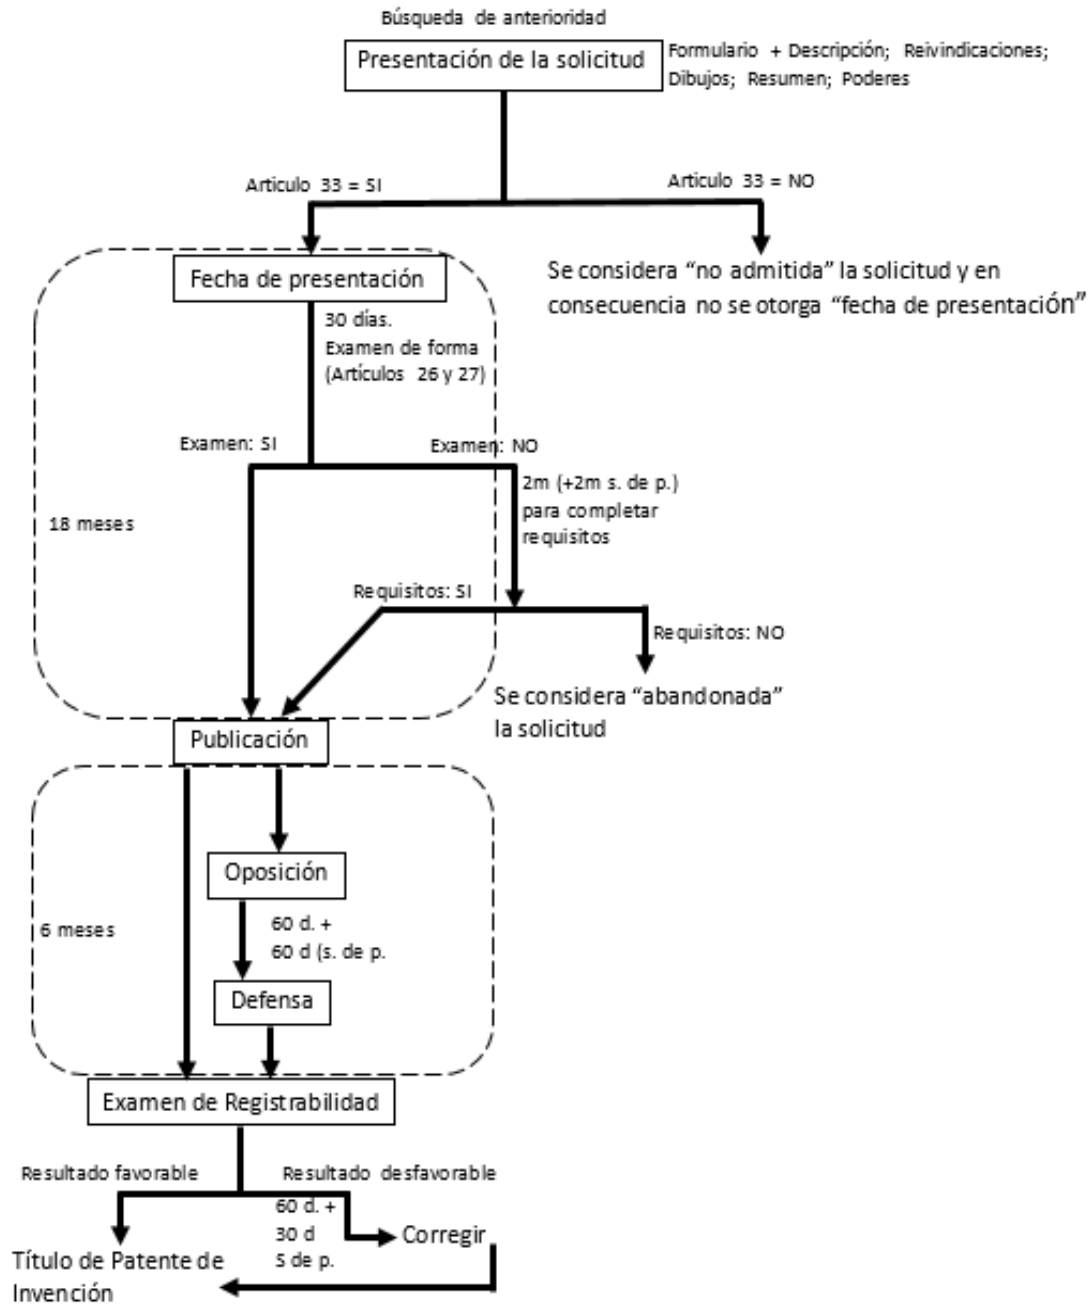 Búsqueda de anterioridad
Presentación de la solicitud
Formulario + Descripción; Reivindicaciones;
Dibujos; Resumen; Poderes
Articulo 33 = SI
Articulo 33 = NO
Fecha de presentación
Se considera “no admitida” la solicitud y en
consecuencia no se otorga “fecha de presentación”
30 días.
Examen de forma
(Artículos 26 y 27)
Examen: SI
Examen: NO
2m (+2m s. de p.)
para completar
requisitos
18 meses
Requisitos: SI
Requisitos: NO
Se considera “abandonada”
la solicitud
Publicación
Oposición
6 meses
60 d. +
60 d (s. de p.
Defensa
Examen de Registrabilidad
Resultado favorable
Resultado desfavorable
60 d. +
30 d
S de p.
Corregir
Título de Patente de
Invención